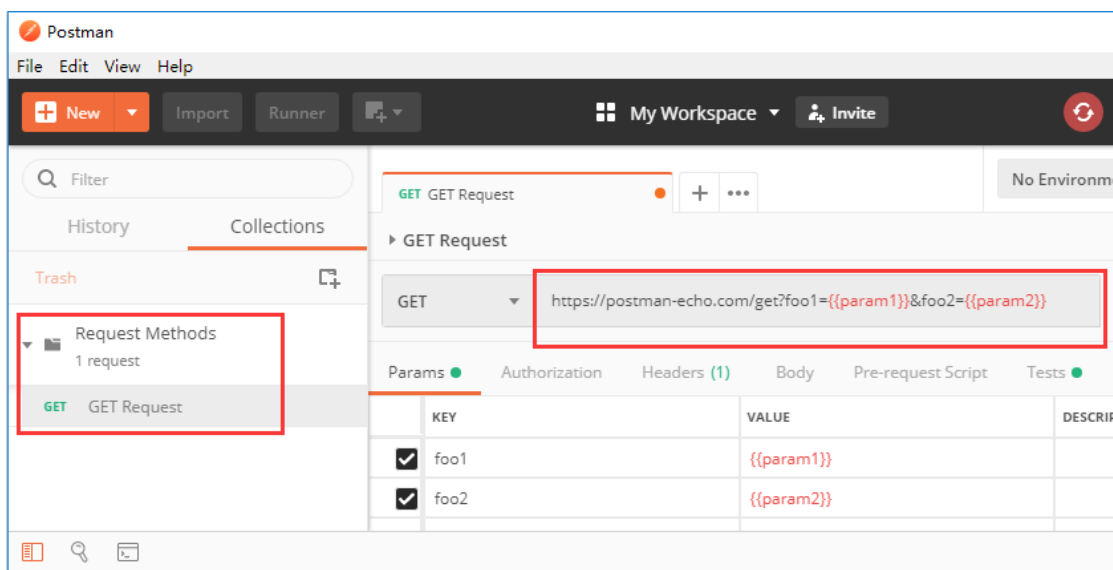 Postman
File Edit View Help
New Import Runner My Workspace Invite
Filter
History Collections
Trash
Request Methods
1 request
GET GET Request
GET GET Request
No Environme
GET Request
GET https://postman-echo.com/get?foo1={{param1}}&foo2={{param2}}
Params Authorization Headers (1) Body Pre-request Script Tests
KEY VALUE DESCRIP
foo1 {{param1}}
foo2 {{param2}}